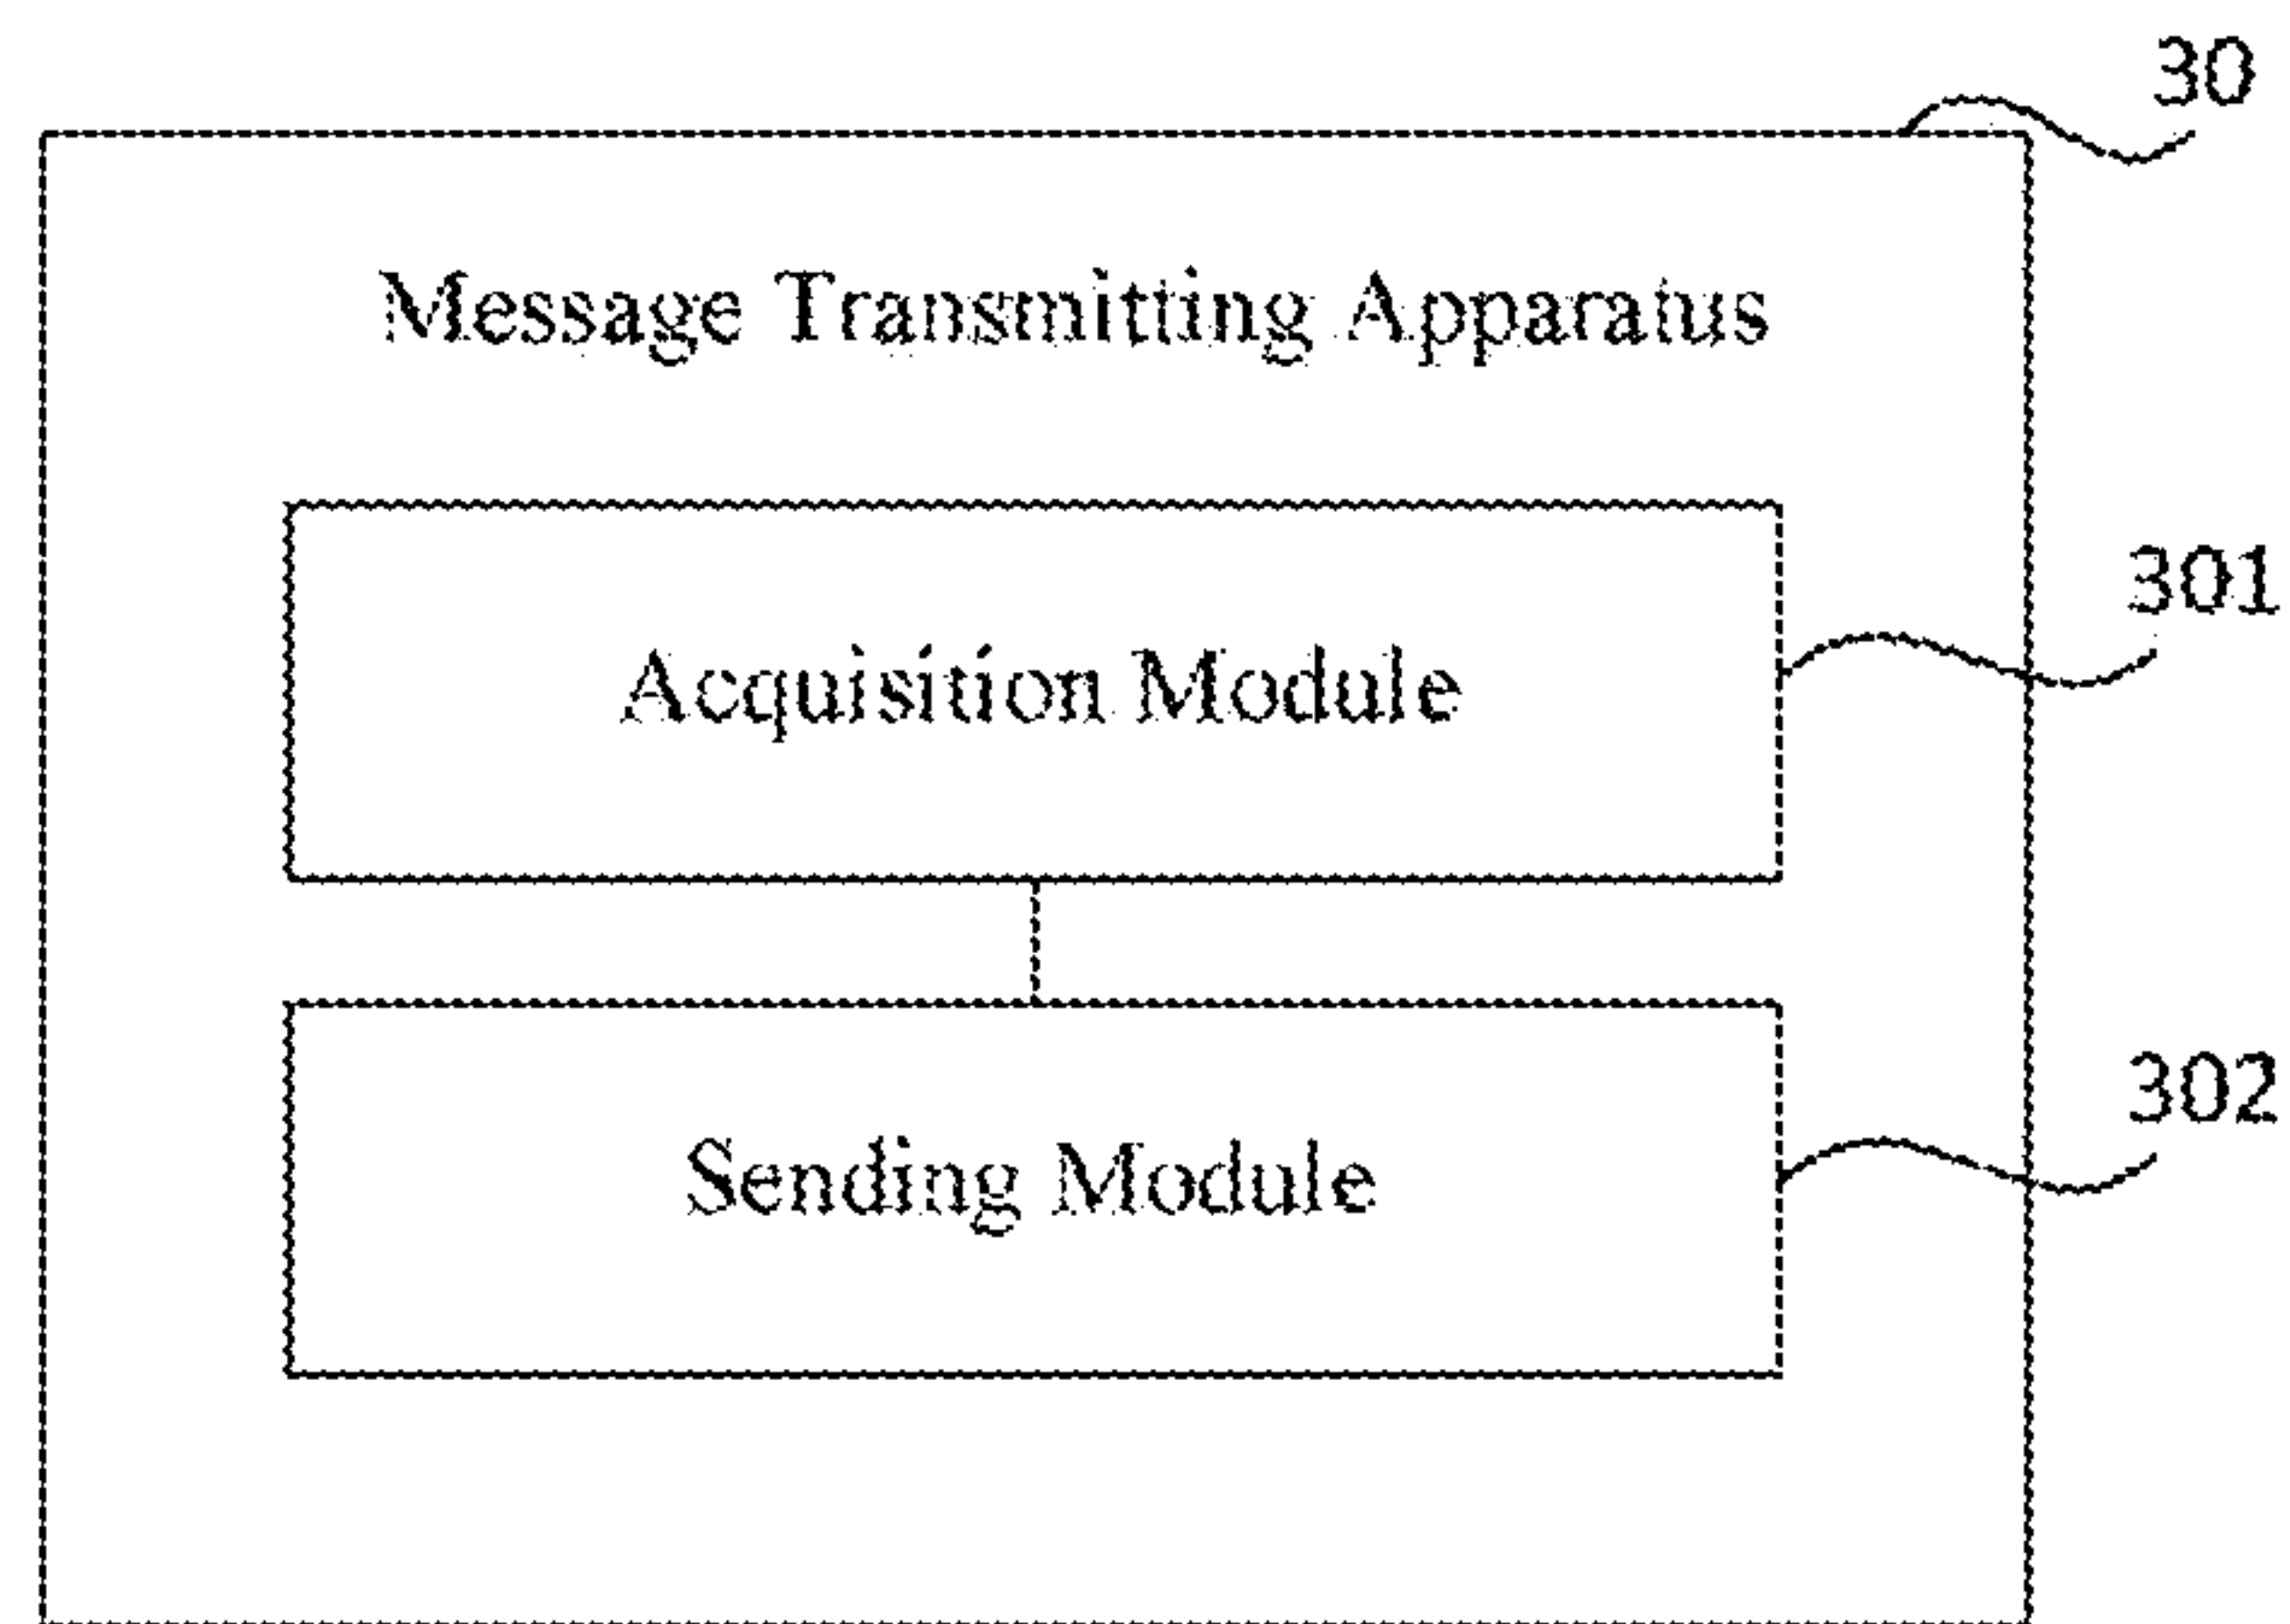 30
Message Transmitting Apparatus
301
Acquisition Module
302
Sending Module